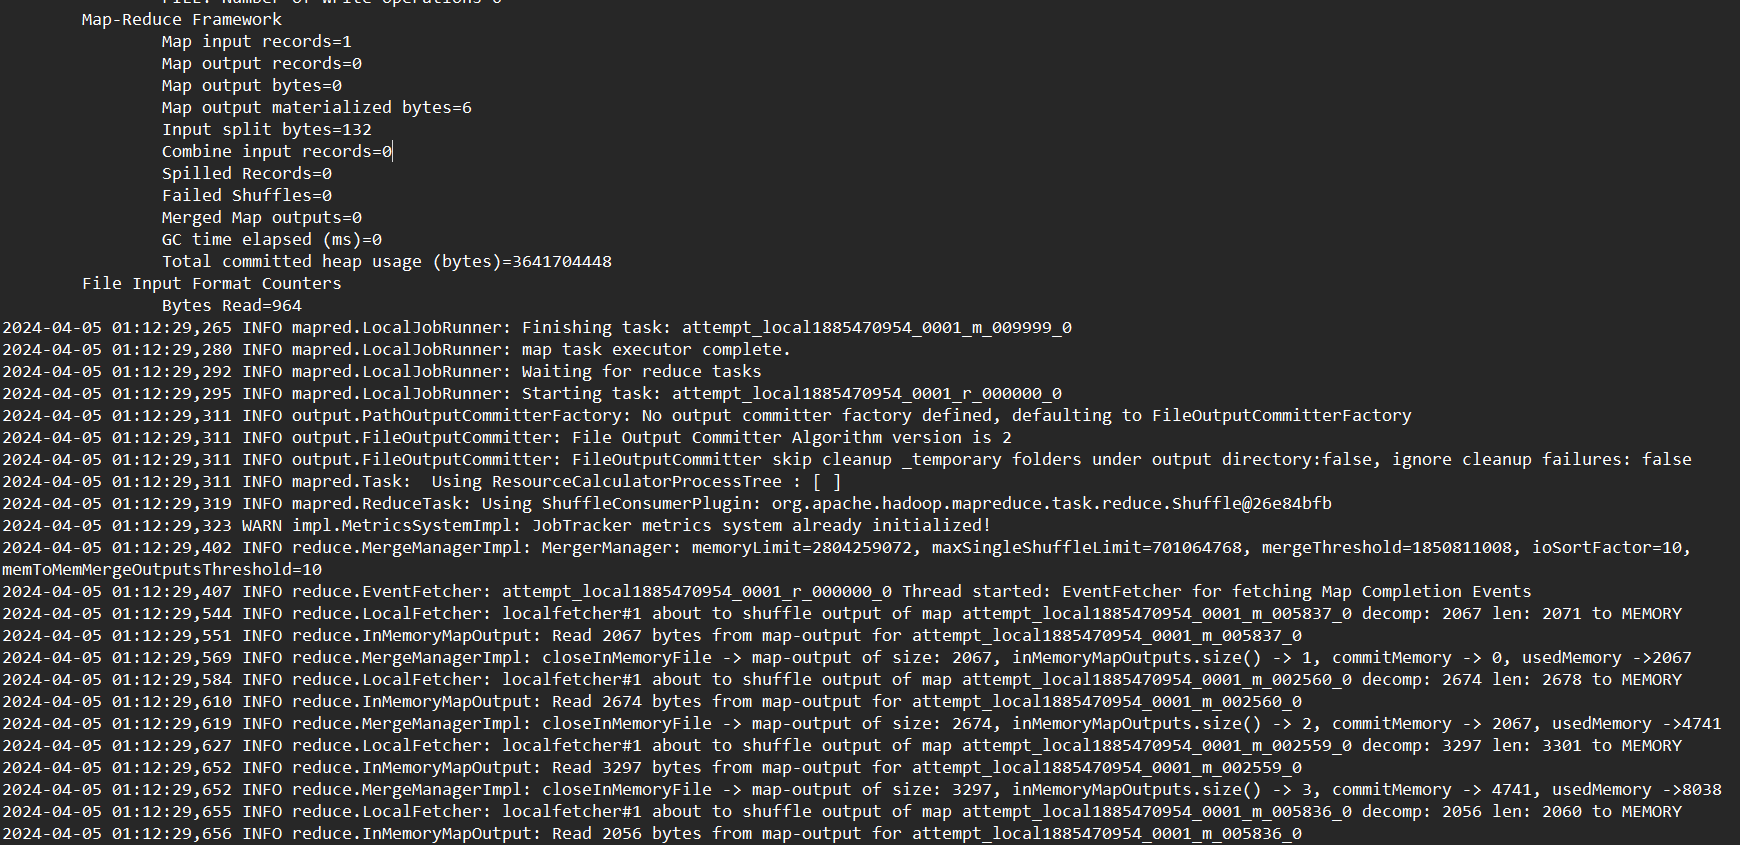 FILE: Number of write operations=0
Map-Reduce Framework
Map input records=1
Map output records=0
Map output bytes=0
Map output materialized bytes=6
Input split bytes=132
Combine input records=0
Spilled Records=0
Failed Shuffles=0
Merged Map outputs=0
GC time elapsed (ms)=0
Total committed heap usage (bytes)=3641704448
File Input Format Counters
Bytes Read=964
2024-04-05 01:12:29,265 INFO mapred.LocalJobRunner: Finishing task: attempt_local1885470954_0001_m_009999_0
2024-04-05 01:12:29,280 INFO mapred.LocalJobRunner: map task executor complete.
2024-04-05 01:12:29,292 INFO mapred.LocalJobRunner: Waiting for reduce tasks
2024-04-05 01:12:29,295 INFO mapred.LocalJobRunner: Starting task: attempt_local1885470954_0001_r_000000_0
2024-04-05 01:12:29,311 INFO output.PathOutputCommitterFactory: No output committer factory defined, defaulting to FileOutputCommitterFactory
2024-04-05 01:12:29,311 INFO output.FileOutputCommitter: File Output Committer Algorithm version is 2
2024-04-05 01:12:29,311 INFO output.FileOutputCommitter: FileOutputCommitter skip cleanup _temporary folders under output directory:false, ignore cleanup failures: false
2024-04-05 01:12:29,311 INFO mapred.Task:  Using ResourceCalculatorProcessTree : [ ]
2024-04-05 01:12:29,319 INFO mapred.ReduceTask: Using ShuffleConsumerPlugin: org.apache.hadoop.mapreduce.task.reduce.Shuffle@26e84bfb
2024-04-05 01:12:29,323 WARN impl.MetricsSystemImpl: JobTracker metrics system already initialized!
2024-04-05 01:12:29,402 INFO reduce.MergeManagerImpl: MergerManager: memoryLimit=2804259072, maxSingleShuffleLimit=701064768, mergeThreshold=1850811008, ioSortFactor=10,
memToMemMergeOutputsThreshold=10
2024-04-05 01:12:29,407 INFO reduce.EventFetcher: attempt_local1885470954_0001_r_000000_0 Thread started: EventFetcher for fetching Map Completion Events
2024-04-05 01:12:29,544 INFO reduce.LocalFetcher: localfetcher#1 about to shuffle output of map attempt_local1885470954_0001_m_005837_0 decomp: 2067 len: 2071 to MEMORY
2024-04-05 01:12:29,551 INFO reduce.InMemoryMapOutput: Read 2067 bytes from map-output for attempt_local1885470954_0001_m_005837_0
2024-04-05 01:12:29,569 INFO reduce.MergeManagerImpl: closeInMemoryFile -> map-output of size: 2067, inMemoryMapOutputs.size() -> 1, commitMemory -> 0, usedMemory ->2067
2024-04-05 01:12:29,584 INFO reduce.LocalFetcher: localfetcher#1 about to shuffle output of map attempt_local1885470954_0001_m_002560_0 decomp: 2674 len: 2678 to MEMORY
2024-04-05 01:12:29,610 INFO reduce.InMemoryMapOutput: Read 2674 bytes from map-output for attempt_local1885470954_0001_m_002560_0
2024-04-05 01:12:29,619 INFO reduce.MergeManagerImpl: closeInMemoryFile -> map-output of size: 2674, inMemoryMapOutputs.size() -> 2, commitMemory -> 2067, usedMemory ->4741
2024-04-05 01:12:29,627 INFO reduce.LocalFetcher: localfetcher#1 about to shuffle output of map attempt_local1885470954_0001_m_002559_0 decomp: 3297 len: 3301 to MEMORY
2024-04-05 01:12:29,652 INFO reduce.InMemoryMapOutput: Read 3297 bytes from map-output for attempt_local1885470954_0001_m_002559_0
2024-04-05 01:12:29,652 INFO reduce.MergeManagerImpl: closeInMemoryFile -> map-output of size: 3297, inMemoryMapOutputs.size() -> 3, commitMemory -> 4741, usedMemory ->8038
2024-04-05 01:12:29,655 INFO reduce.LocalFetcher: localfetcher#1 about to shuffle output of map attempt_local1885470954_0001_m_005836_0 decomp: 2056 len: 2060 to MEMORY
2024-04-05 01:12:29,656 INFO reduce.InMemoryMapOutput: Read 2056 bytes from map-output for attempt_local1885470954_0001_m_005836_0